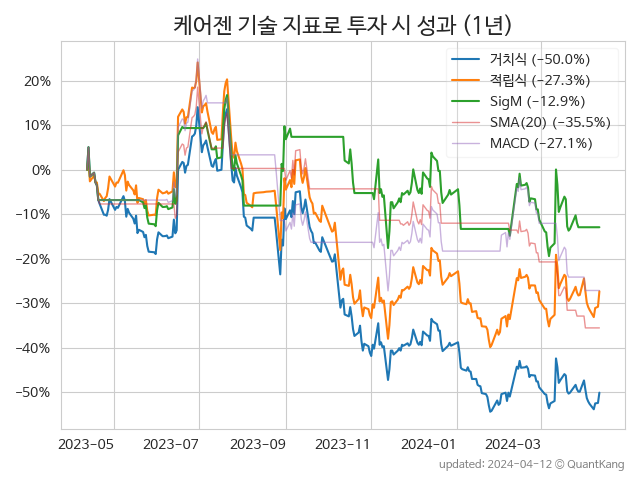 케어젠 기술 지표로 투자 시 성과 (1년)
거치식 (−50.0%)
적립식 (−27.3%)
SigM (−12.9%)
SMA(20) (−35.5%)
MACD (−27.1%)
20%
10%
0%
−10%
−20%
−30%
−40%
−50%
2023-05 2023-07 2023-09 2023-11 2024-01 2024-03
updated: 2024-04-12 © QuantKang